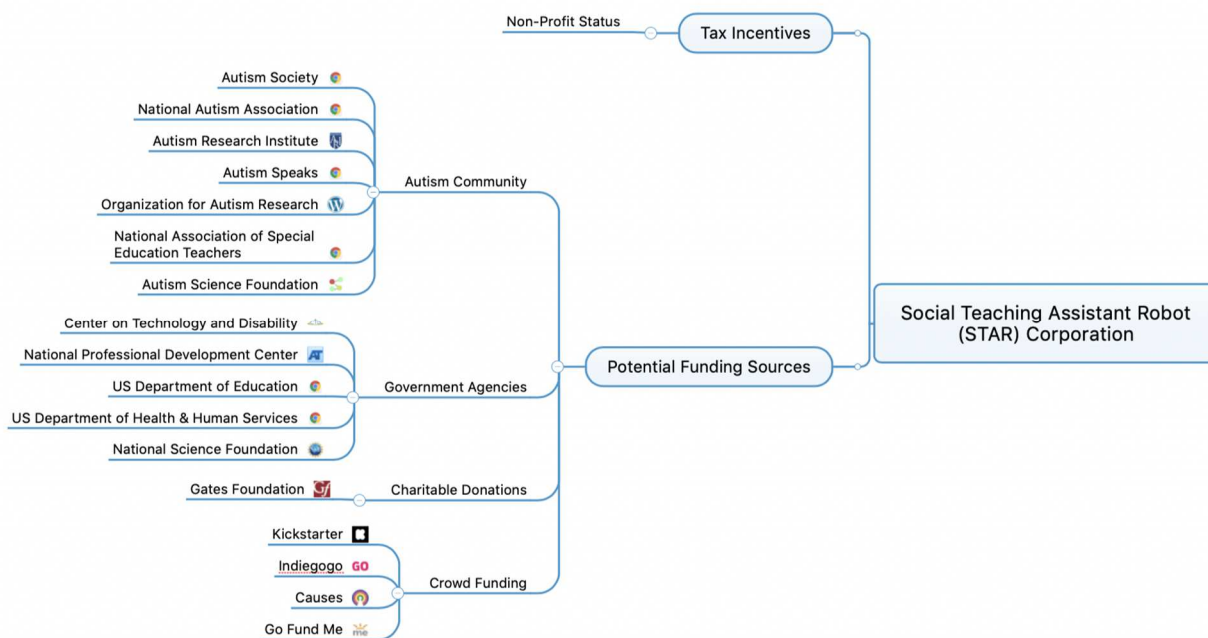 Non-Profit Status
Tax Incentives
Autism Society
National Autism Association
Autism Research Institute
Autism Speaks
Autism Community
Organization for Autism Research
National Association of Special
Education Teachers
Autism Science Foundation
Social Teaching Assistant Robot
(STAR) Corporation
Center on Technology and Disability
National Professional Development Center
AT
Potential Funding Sources
US Department of Education
Government Agencies
US Department of Health & Human Services
National Science Foundation
Gates Foundation
Gf
Charitable Donations
Kickstarter
Indiegogo
GO
Crowd Funding
Causes
Go Fund Me
me